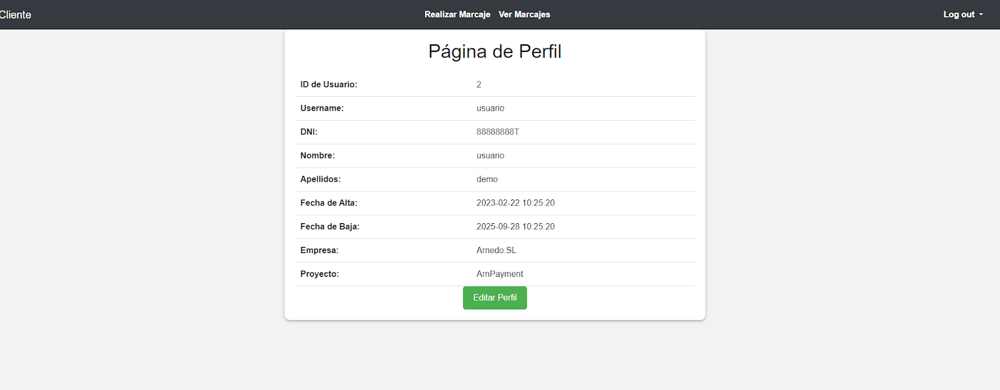 Cliente Realizar Marcaje Ver Marcajes Log out
Página de Perfil
ID de Usuario: 2
Username: usuario
DNI: 88888888T
Nombre: usuario
Apellidos: demo
Fecha de Alta: 2023-02-22 10:25:20
Fecha de Baja: 2025-09-28 10:25:20
Empresa: Arnedo.SL
Proyecto: ArnPayment
Editar Perfil